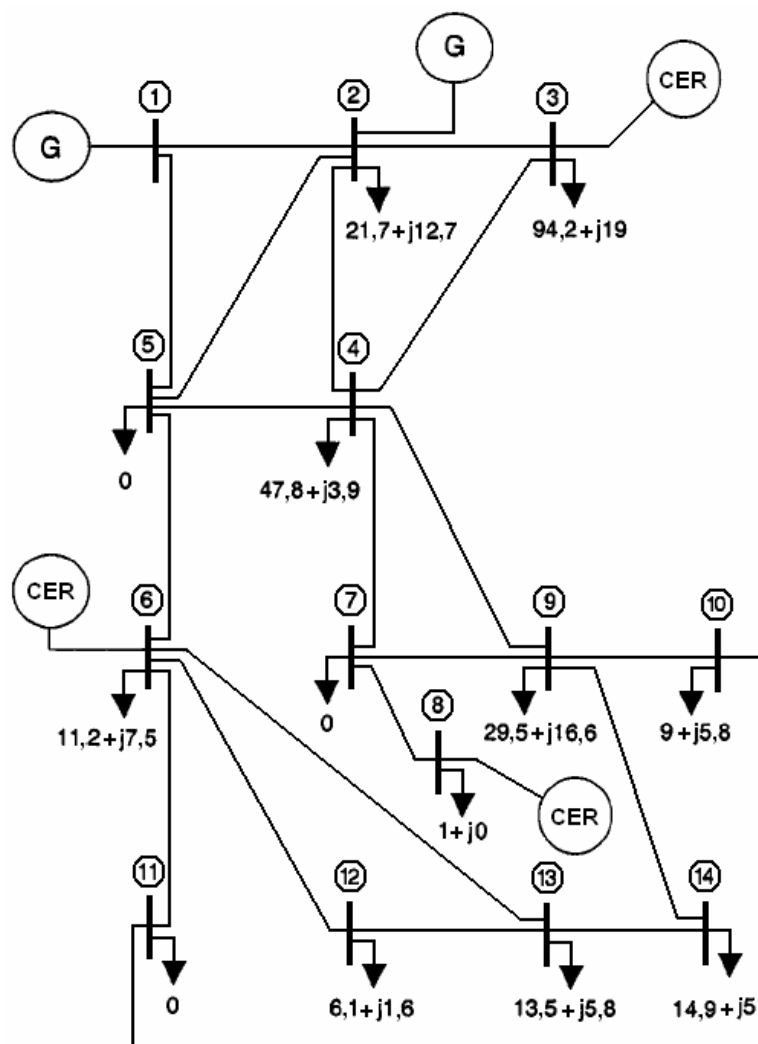 G
1
2
3
CER
G
21,7+j12,7
94,2+j19
5
4
0
47,8+j3,9
CER
6
7
9
10
11,2+j7,5
0
8
29,5+j16,6
9+j5,8
1+j0
CER
11
12
13
14
0
6,1+j1,6
13,5+j5,8
14,9+j5